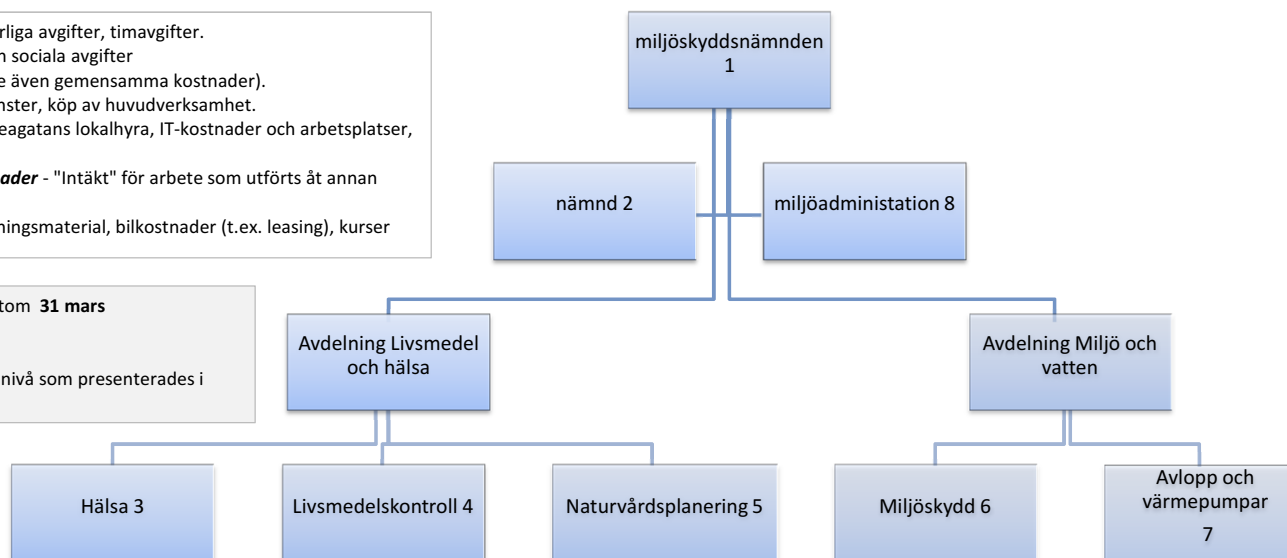 rliga avgifter, timavgifter.
n sociala avgifter
e även gemensamma kostnader).
nster, köp av huvudverksamhet.
eagatans lokalhyra, IT-kostnader och arbetsplatser,
ader - "Intäkt" för arbete som utförts åt annan
ningsmaterial, bilkostnader (t.ex. leasing), kurser
tom 31 mars
nivå som presenterades i
miljöskyddsnämnden
1
nämnd 2
miljöadministation 8
Avdelning Livsmedel
och hälsa
Avdelning Miljö och
vatten
Hälsa 3
Livsmedelskontroll 4
Naturvårdsplanering 5
Miljöskydd 6
Avlopp och
värmepumpar
7